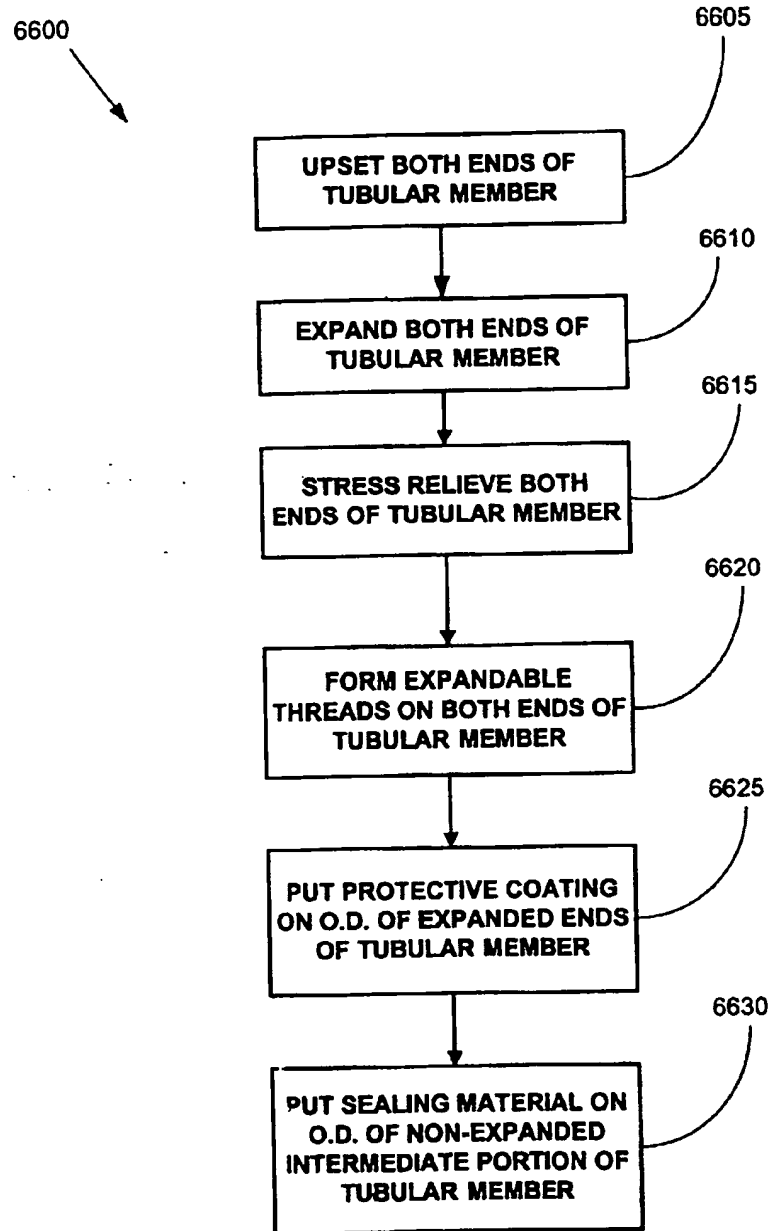 6600
6605
UPSET BOTH ENDS OF
TUBULAR MEMBER
6610
EXPAND BOTH ENDS OF
TUBULAR MEMBER
6615
STRESS RELIEVE BOTH
ENDS OF TUBULAR MEMBER
6620
FORM EXPANDABLE
THREADS ON BOTH ENDS OF
TUBULAR MEMBER
6625
PUT PROTECTIVE COATING
ON O.D. OF EXPANDED ENDS
OF TUBULAR MEMBER
6630
PUT SEALING MATERIAL ON
O.D. OF NON-EXPANDED
INTERMEDIATE PORTION OF
TUBULAR MEMBER